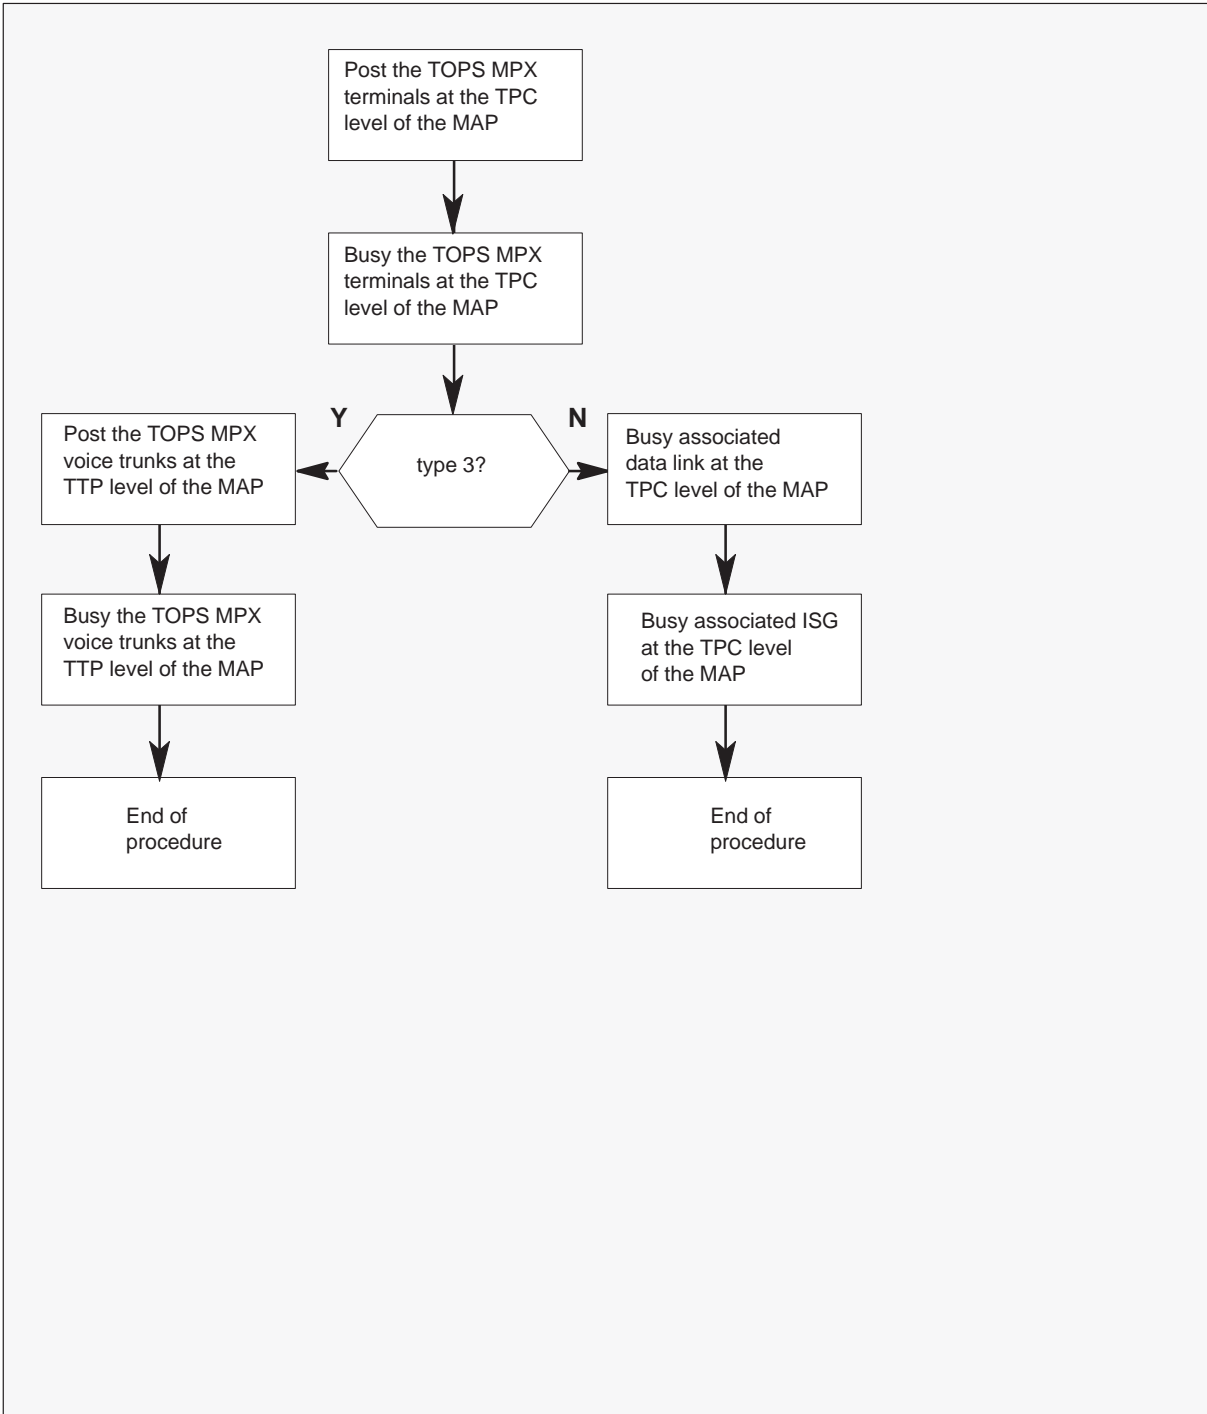 Post the TOPS MPX
terminals at the TPC
level of the MAP
Busy the TOPS MPX
terminals at the TPC
level of the MAP
Y
type 3?
N
Post the TOPS MPX
voice trunks at the
TTP level of the MAP
Busy associated
data link at the
TPC level of the MAP
Busy the TOPS MPX
voice trunks at the
TTP level of the MAP
Busy associated ISG
at the TPC level
of the MAP
End of
procedure
End of
procedure